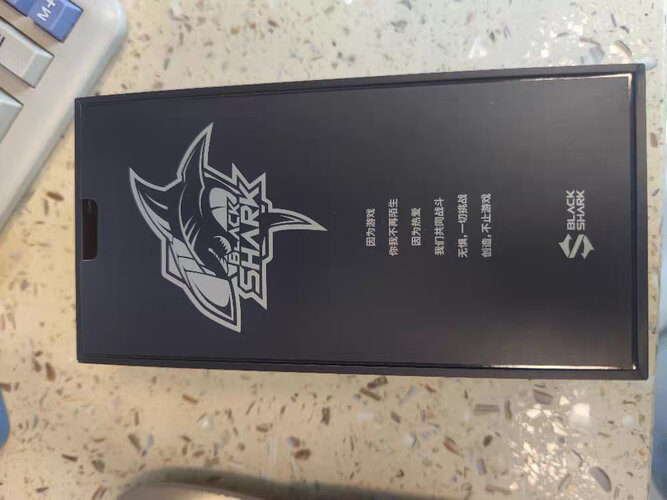 BLACK
SHARK
因为游戏
你我不再陌生
因为热爱
我们共同战斗
无惧，一切挑战
创造，不止游戏
BLACK
SHARK
M+